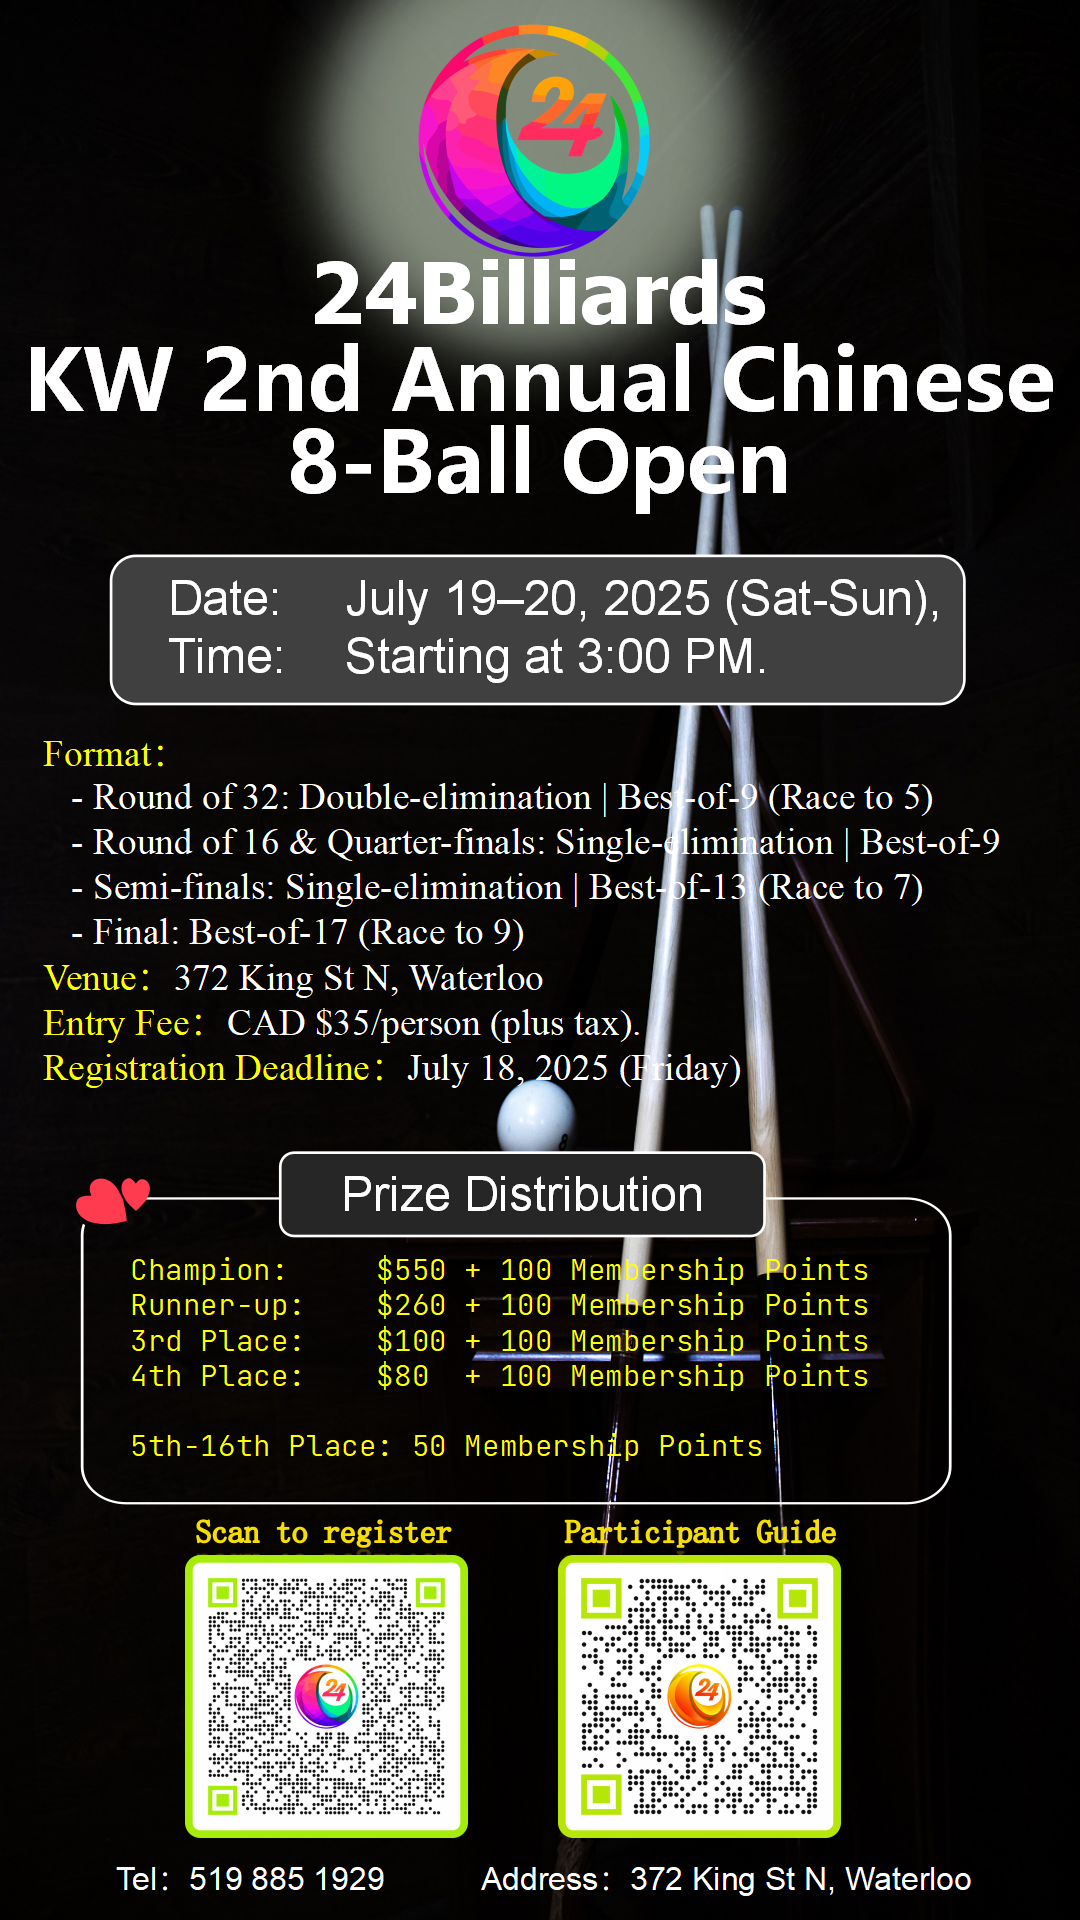 24
24Billiards
KW 2nd Annual Chinese
8-Ball Open
Date: July 19–20, 2025 (Sat-Sun),
Time: Starting at 3:00 PM.
Format：
- Round of 32: Double-elimination | Best-of-9 (Race to 5)
- Round of 16 & Quarter-finals: Single-elimination | Best-of-9
- Semi-finals: Single-elimination | Best-of-13 (Race to 7)
- Final: Best-of-17 (Race to 9)
Venue：372 King St N, Waterloo
Entry Fee：CAD $35/person (plus tax).
Registration Deadline：July 18, 2025 (Friday)
8
Prize Distribution
Champion: $550 + 100 Membership Points
Runner-up: $260 + 100 Membership Points
3rd Place: $100 + 100 Membership Points
4th Place: $80 + 100 Membership Points
5th-16th Place: 50 Membership Points
Scan to register Participant Guide
24 24
Tel：519 885 1929 Address：372 King St N, Waterloo